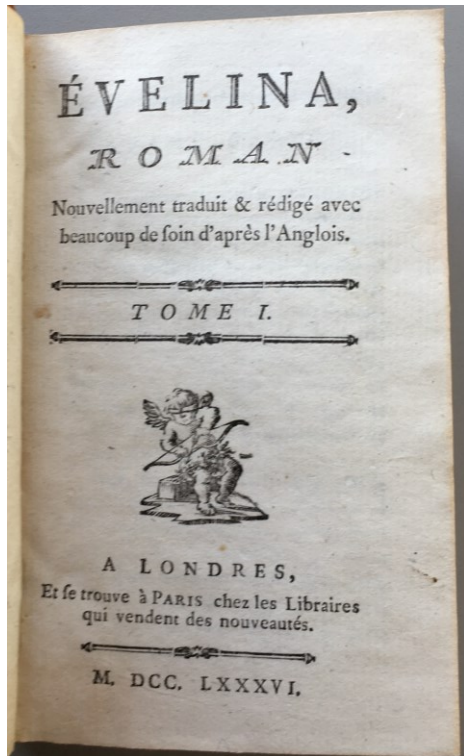 ÉVELINA,
ROMAN
Nouvellement traduit & rédigé avec
beaucoup de ſoin d'après l'Anglois.
TOME I.
A LONDRES,
Et ſe trouve à PARIS chez les Libraires
qui vendent des nouveautés.
M. DCC. LXXXVI.